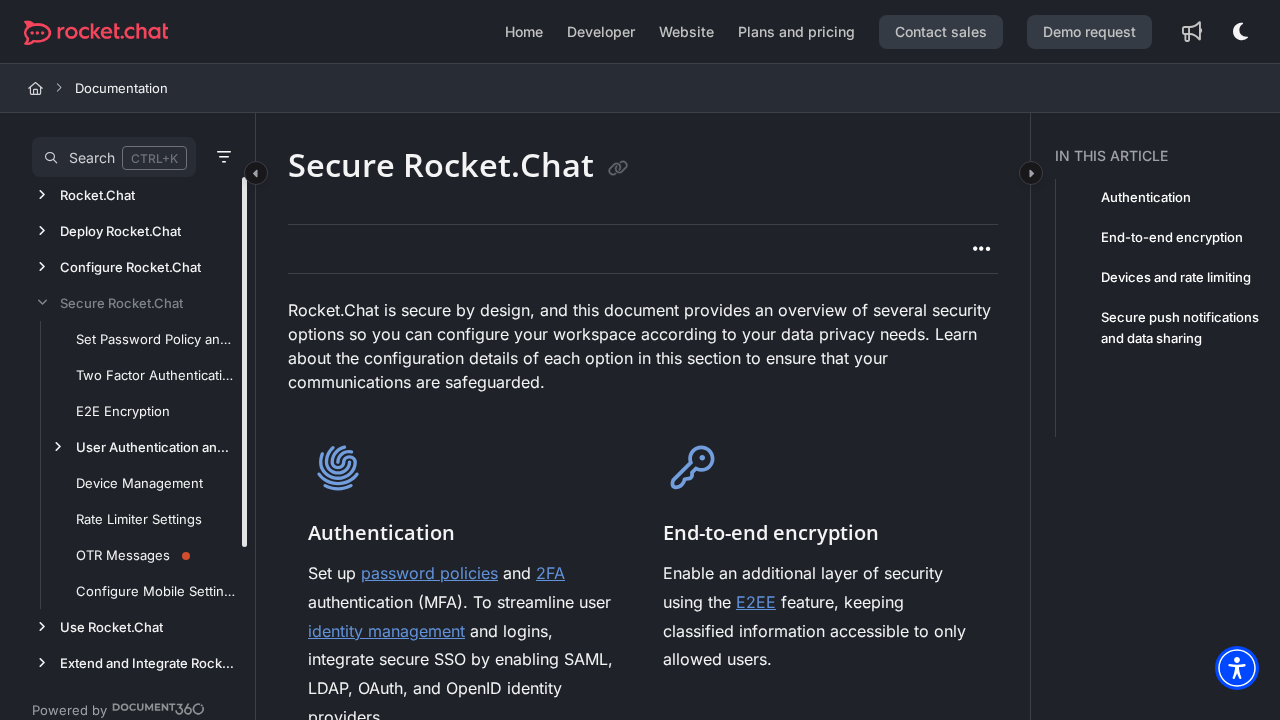 rocket.chat
Home
Developer
Website
Plans and pricing
Contact sales
Demo request
Documentation
Search
CTRL+K
Rocket.Chat
Deploy Rocket.Chat
Configure Rocket.Chat
Secure Rocket.Chat
Set Password Policy an...
Two Factor Authenticati...
E2E Encryption
User Authentication an...
Device Management
Rate Limiter Settings
OTR Messages
Configure Mobile Settin...
Use Rocket.Chat
Extend and Integrate Rock...
Powered by DOCUMENT360
Secure Rocket.Chat
Rocket.Chat is secure by design, and this document provides an overview of several security
options so you can configure your workspace according to your data privacy needs. Learn
about the configuration details of each option in this section to ensure that your
communications are safeguarded.
Authentication
Set up password policies and 2FA
authentication (MFA). To streamline user
identity management and logins,
integrate secure SSO by enabling SAML,
LDAP, OAuth, and OpenID identity
providers.
End-to-end encryption
Enable an additional layer of security
using the E2EE feature, keeping
classified information accessible to only
allowed users.
IN THIS ARTICLE
Authentication
End-to-end encryption
Devices and rate limiting
Secure push notifications
and data sharing